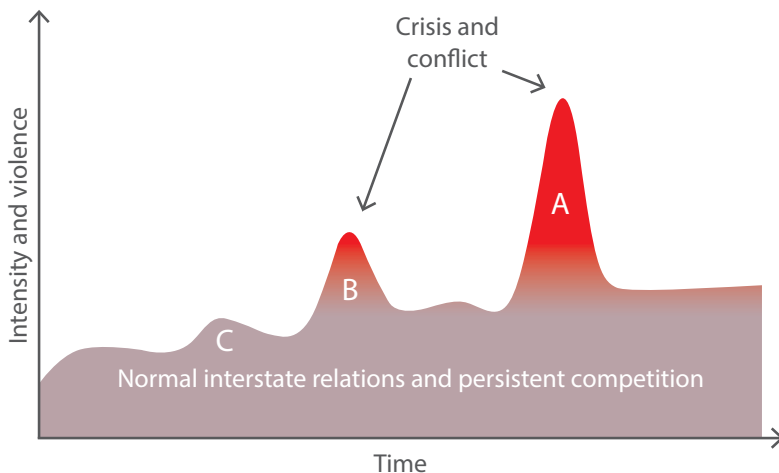 Crisis and
conflict
Intensity and violence
A
B
C
Normal interstate relations and persistent competition
Time